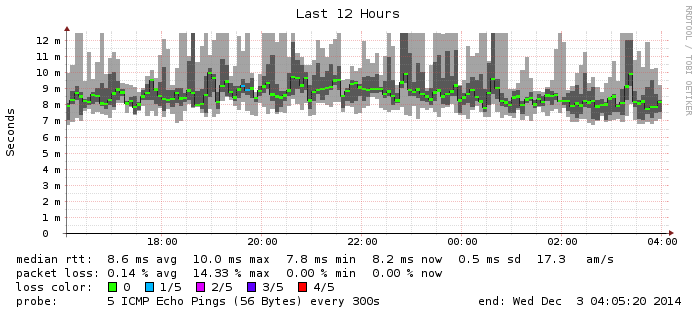 Last 12 Hours
RRDTOOL / TOBI OETIKER
Seconds
12 m
11 m
10 m
9 m
8 m
7 m
6 m
5 m
4 m
3 m
2 m
1 m
0
18:00 20:00 22:00 00:00 02:00 04:00
median rtt: 8.6 ms avg 10.0 ms max 7.8 ms min 8.2 ms now 0.5 ms sd 17.3 am/s
packet loss: 0.14 % avg 14.33 % max 0.00 % min 0.00 % now
loss color: 0 1/5 2/5 3/5 4/5
probe: 5 ICMP Echo Pings (56 Bytes) every 300s end: Wed Dec 3 04:05:20 2014